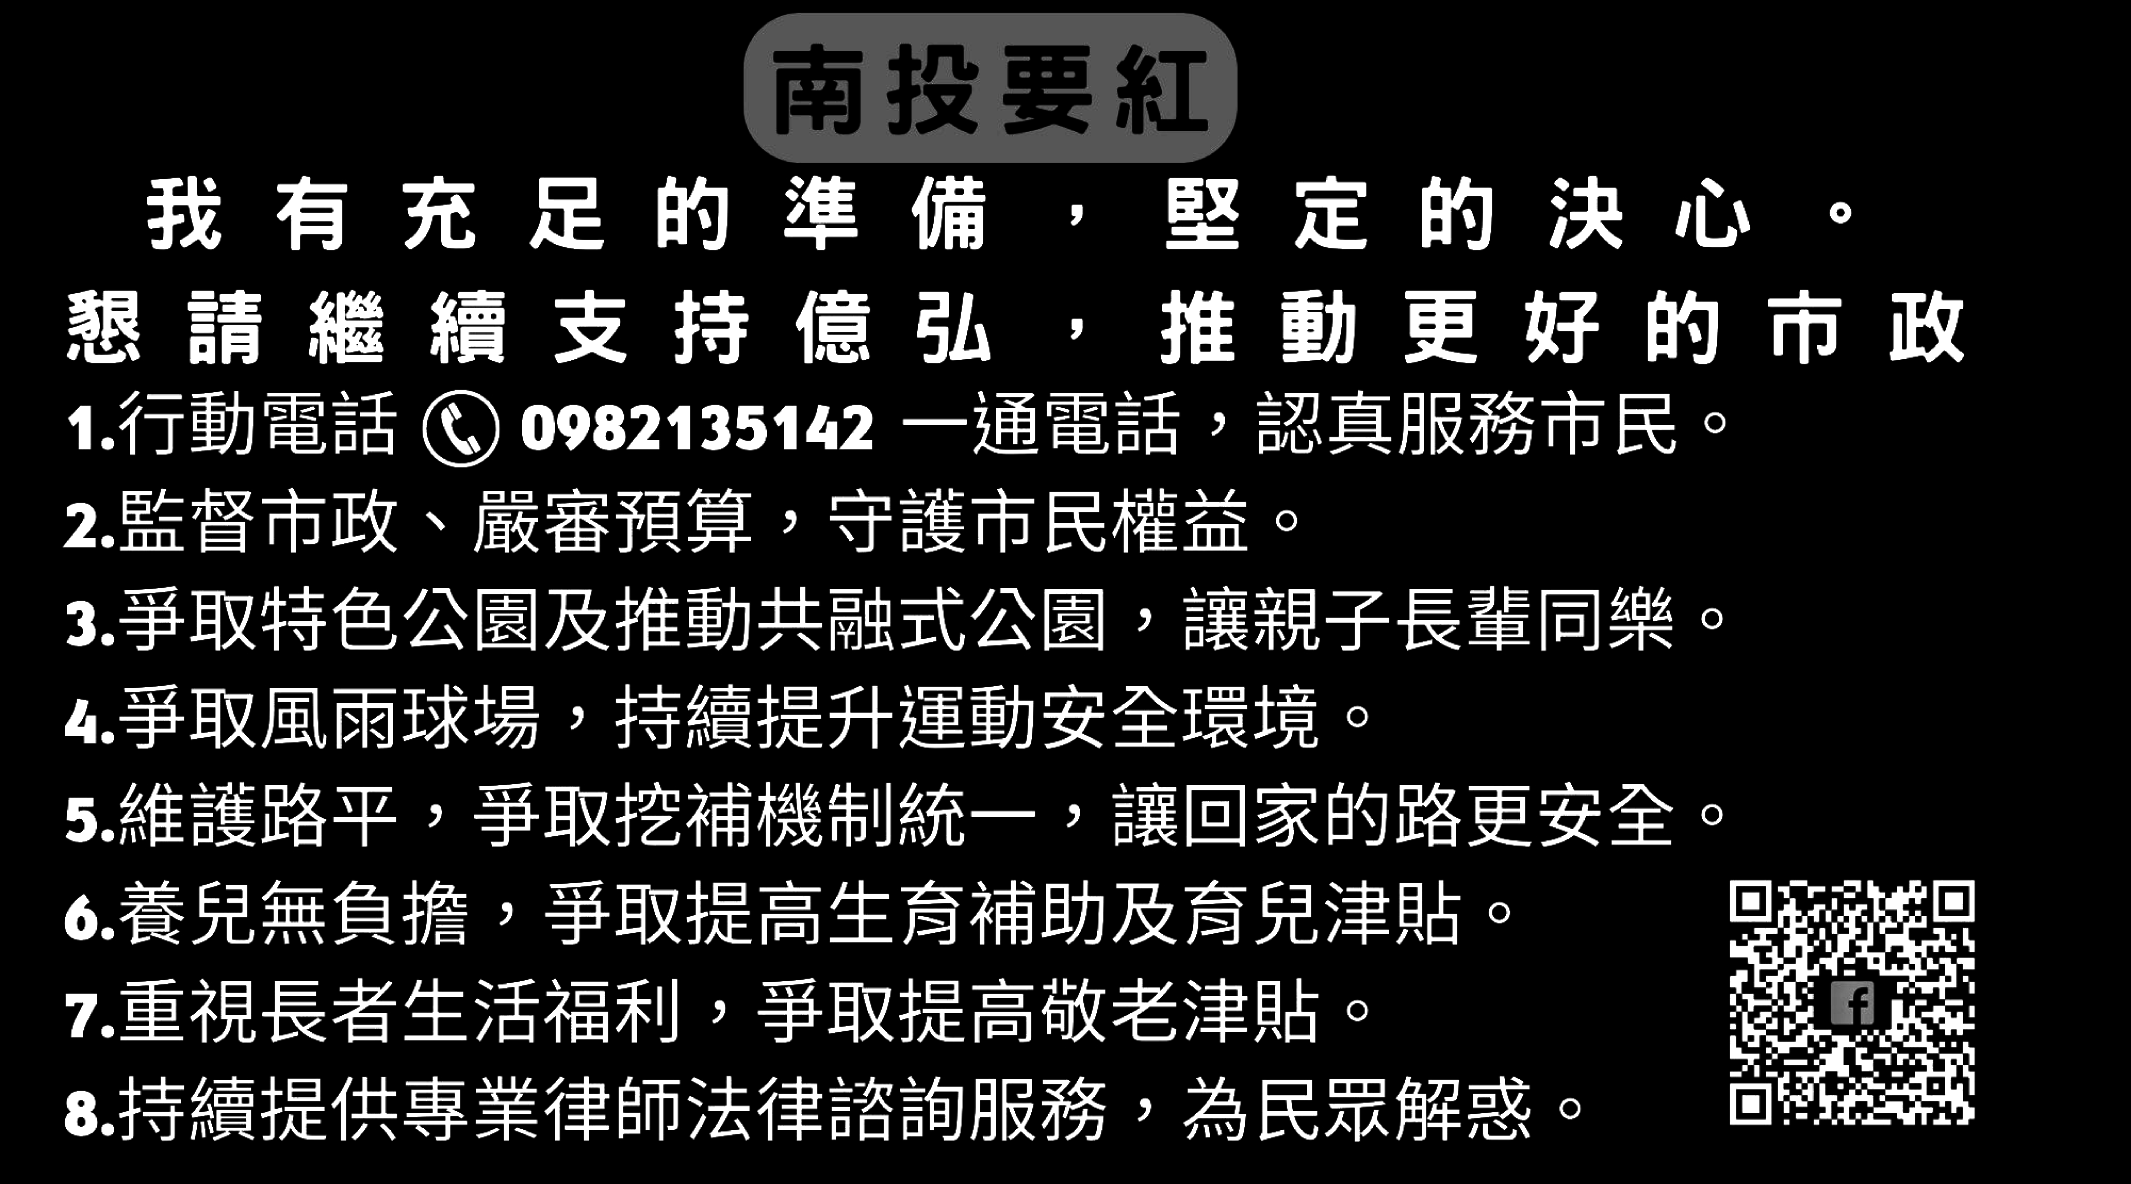 南投要紅
我有充足的準備，堅定的決心。
懇請繼續支持億弘，推動更好的市政
1.行動電話 0982135142 一通電話，認真服務市民。
2.監督市政、嚴審預算，守護市民權益。
3.爭取特色公園及推動共融式公園，讓親子長輩同樂。
4.爭取風雨球場，持續提升運動安全環境。
5.維護路平，爭取挖補機制統一，讓回家的路更安全。
6.養兒無負擔，爭取提高生育補助及育兒津貼。
7.重視長者生活福利，爭取提高敬老津貼。
8.持續提供專業律師法律諮詢服務，為民眾解惑。